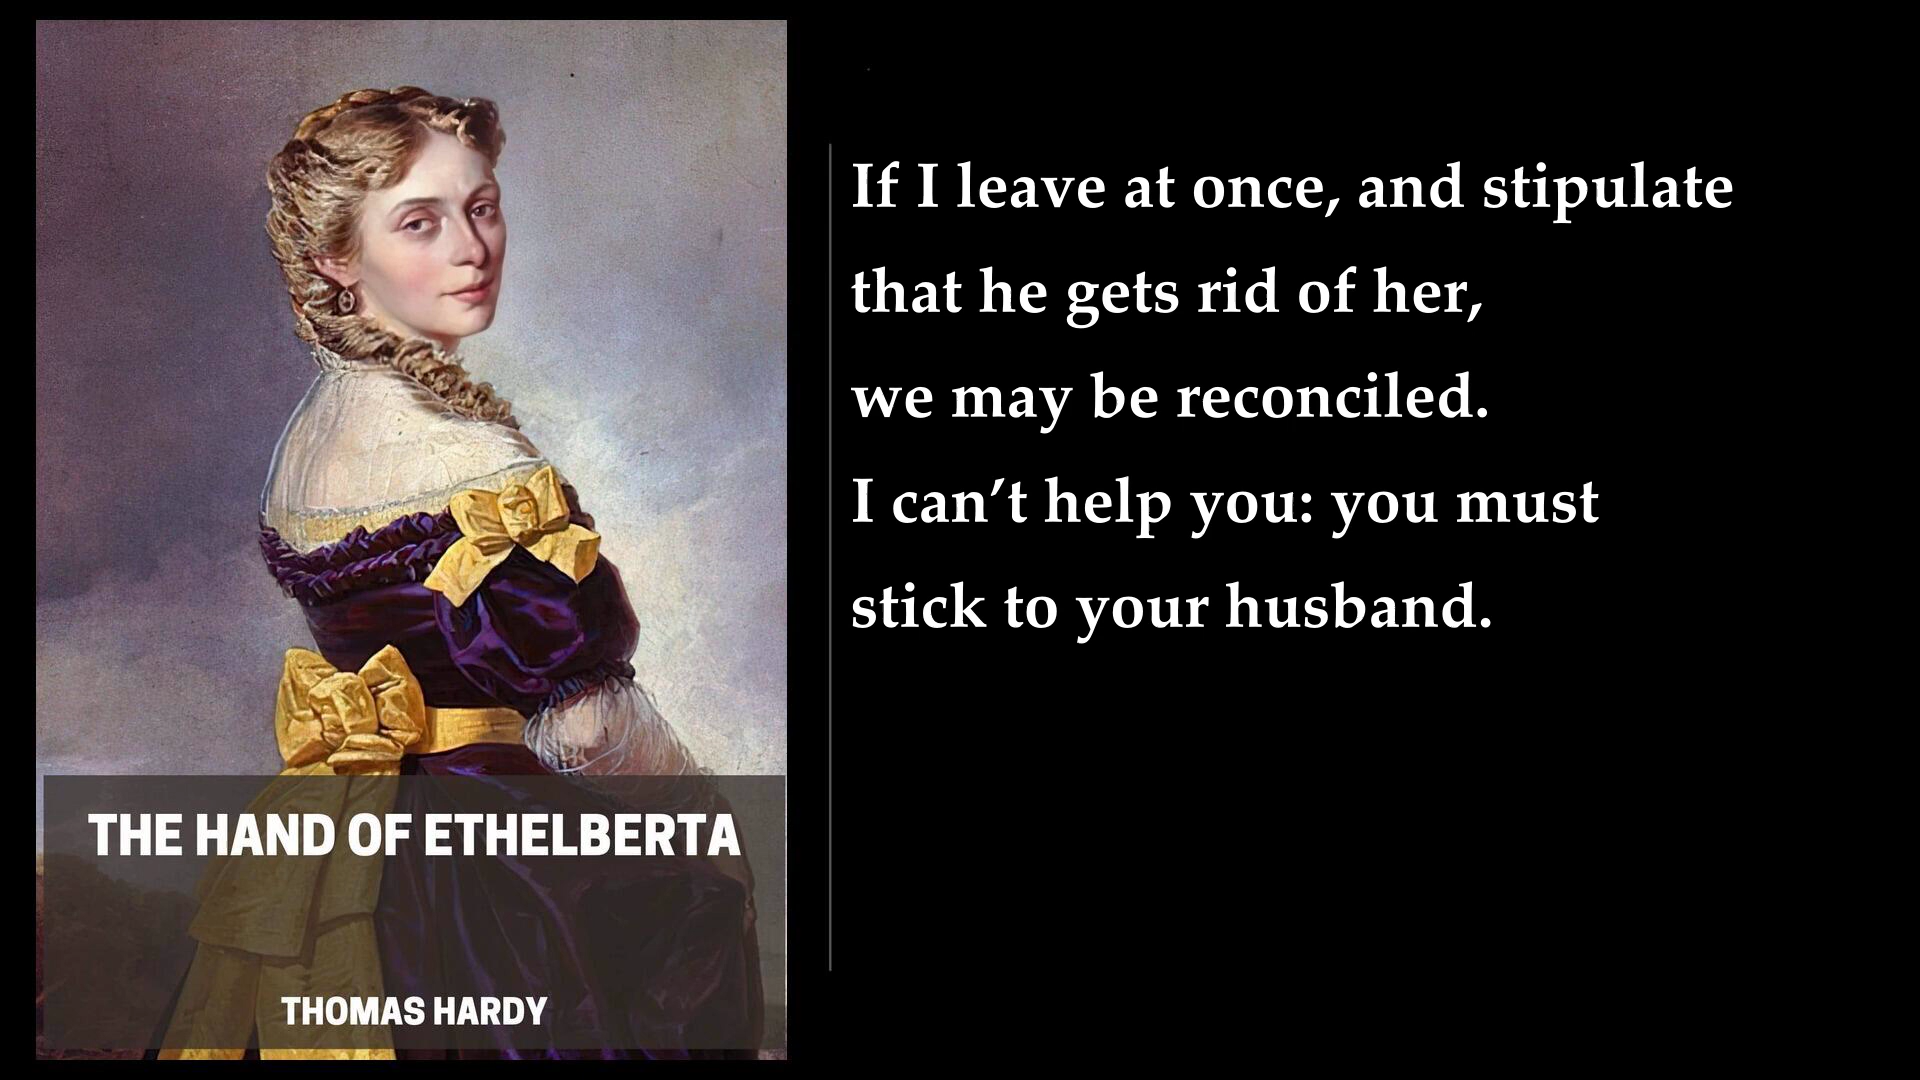 THE HAND OF ETHELBERTA
THOMAS HARDY
If I leave at once, and stipulate
that he gets rid of her,
we may be reconciled.
I can’t help you: you must
stick to your husband.